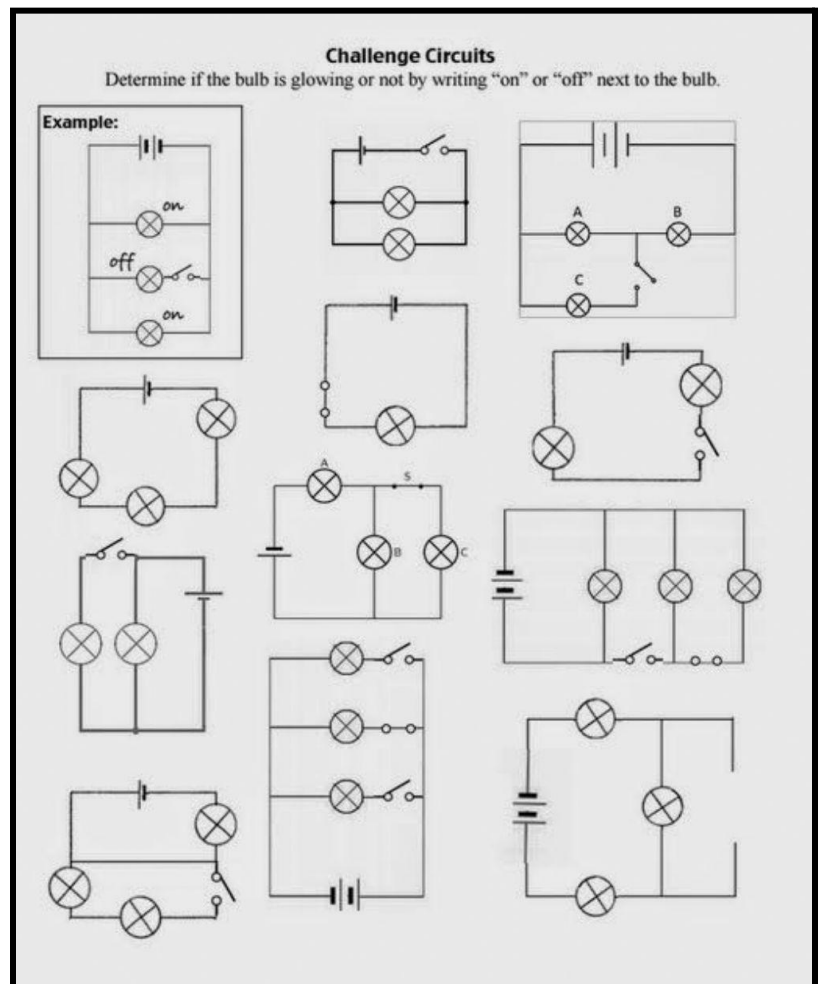 Challenge Circuits
Determine if the bulb is glowing or not by writing “on” or “off” next to the bulb.
Example:
on
off
on
A
B
C
A
S
B
C